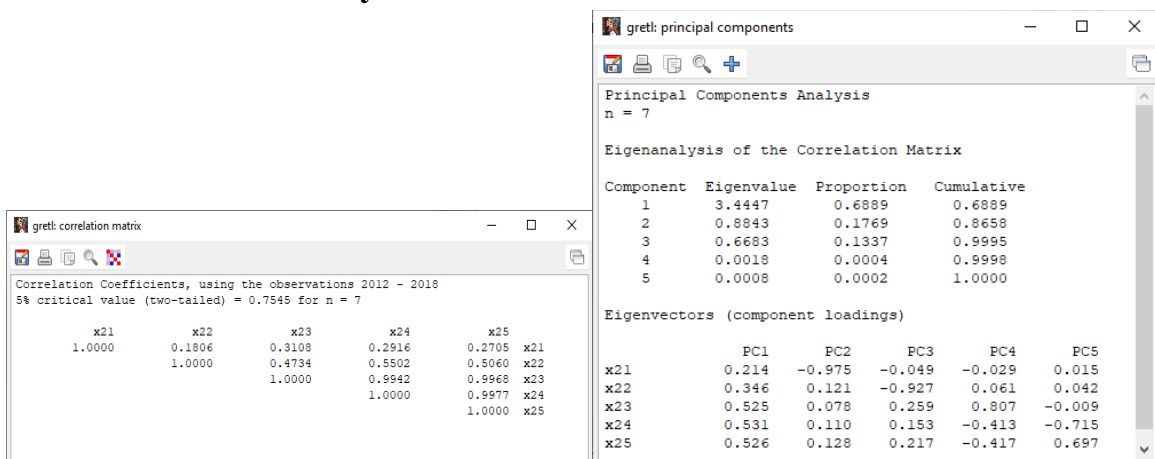 gretl: correlation matrix
Correlation Coefficients, using the observations 2012 - 2018
5% critical value (two-tailed) = 0.7545 for n = 7
x21 x22 x23 x24 x25
1.0000 0.1806 0.3108 0.2916 0.2705 x21
1.0000 0.4734 0.5502 0.5060 x22
1.0000 0.9942 0.9968 x23
1.0000 0.9977 x24
1.0000 x25
gretl: principal components
Principal Components Analysis
n = 7
Eigenanalysis of the Correlation Matrix
Component Eigenvalue Proportion Cumulative
1 3.4447 0.6889 0.6889
2 0.8843 0.1769 0.8658
3 0.6683 0.1337 0.9995
4 0.0018 0.0004 0.9998
5 0.0008 0.0002 1.0000
Eigenvectors (component loadings)
PC1 PC2 PC3 PC4 PC5
x21 0.214 -0.975 -0.049 -0.029 0.015
x22 0.346 0.121 -0.927 0.061 0.042
x23 0.525 0.078 0.259 0.807 -0.009
x24 0.531 0.110 0.153 -0.413 -0.715
x25 0.526 0.128 0.217 -0.417 0.697